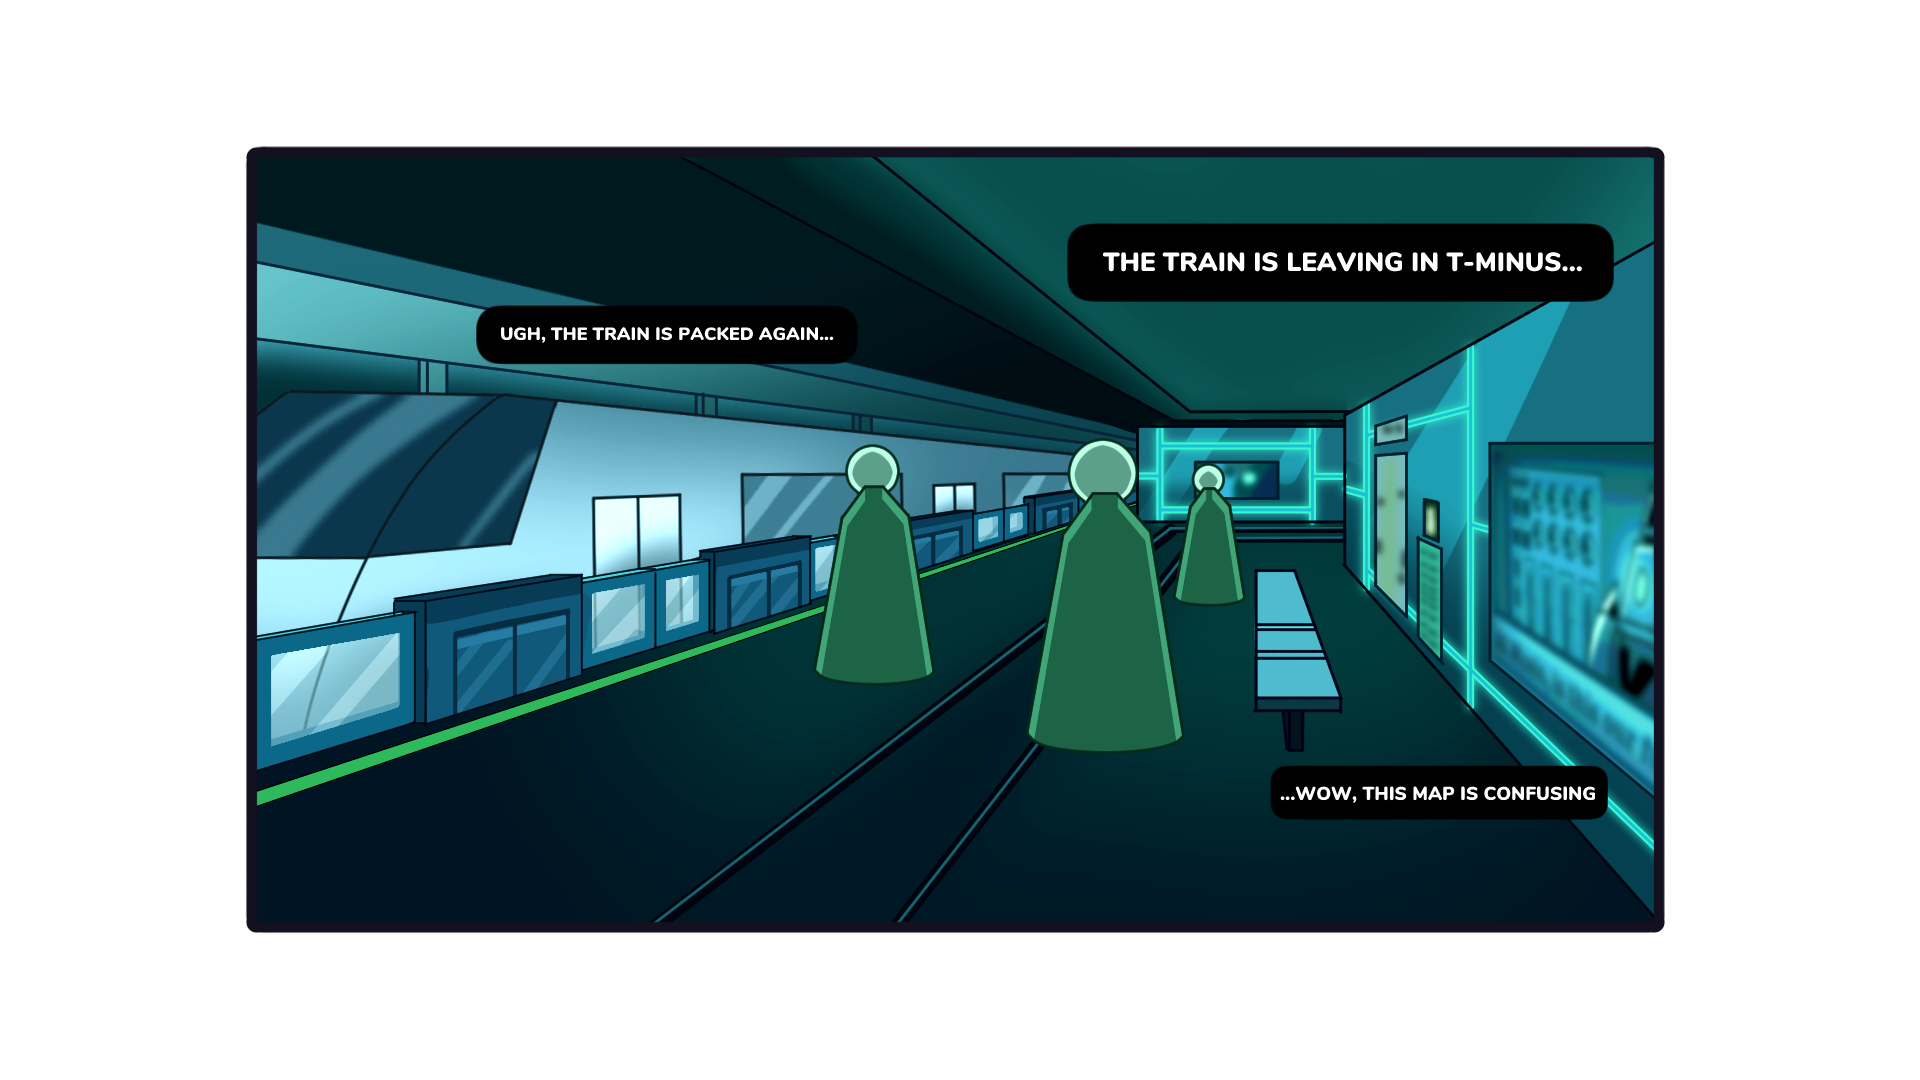 THE TRAIN IS LEAVING IN T-MINUS...
UGH, THE TRAIN IS PACKED AGAIN...
...WOW, THIS MAP IS CONFUSING